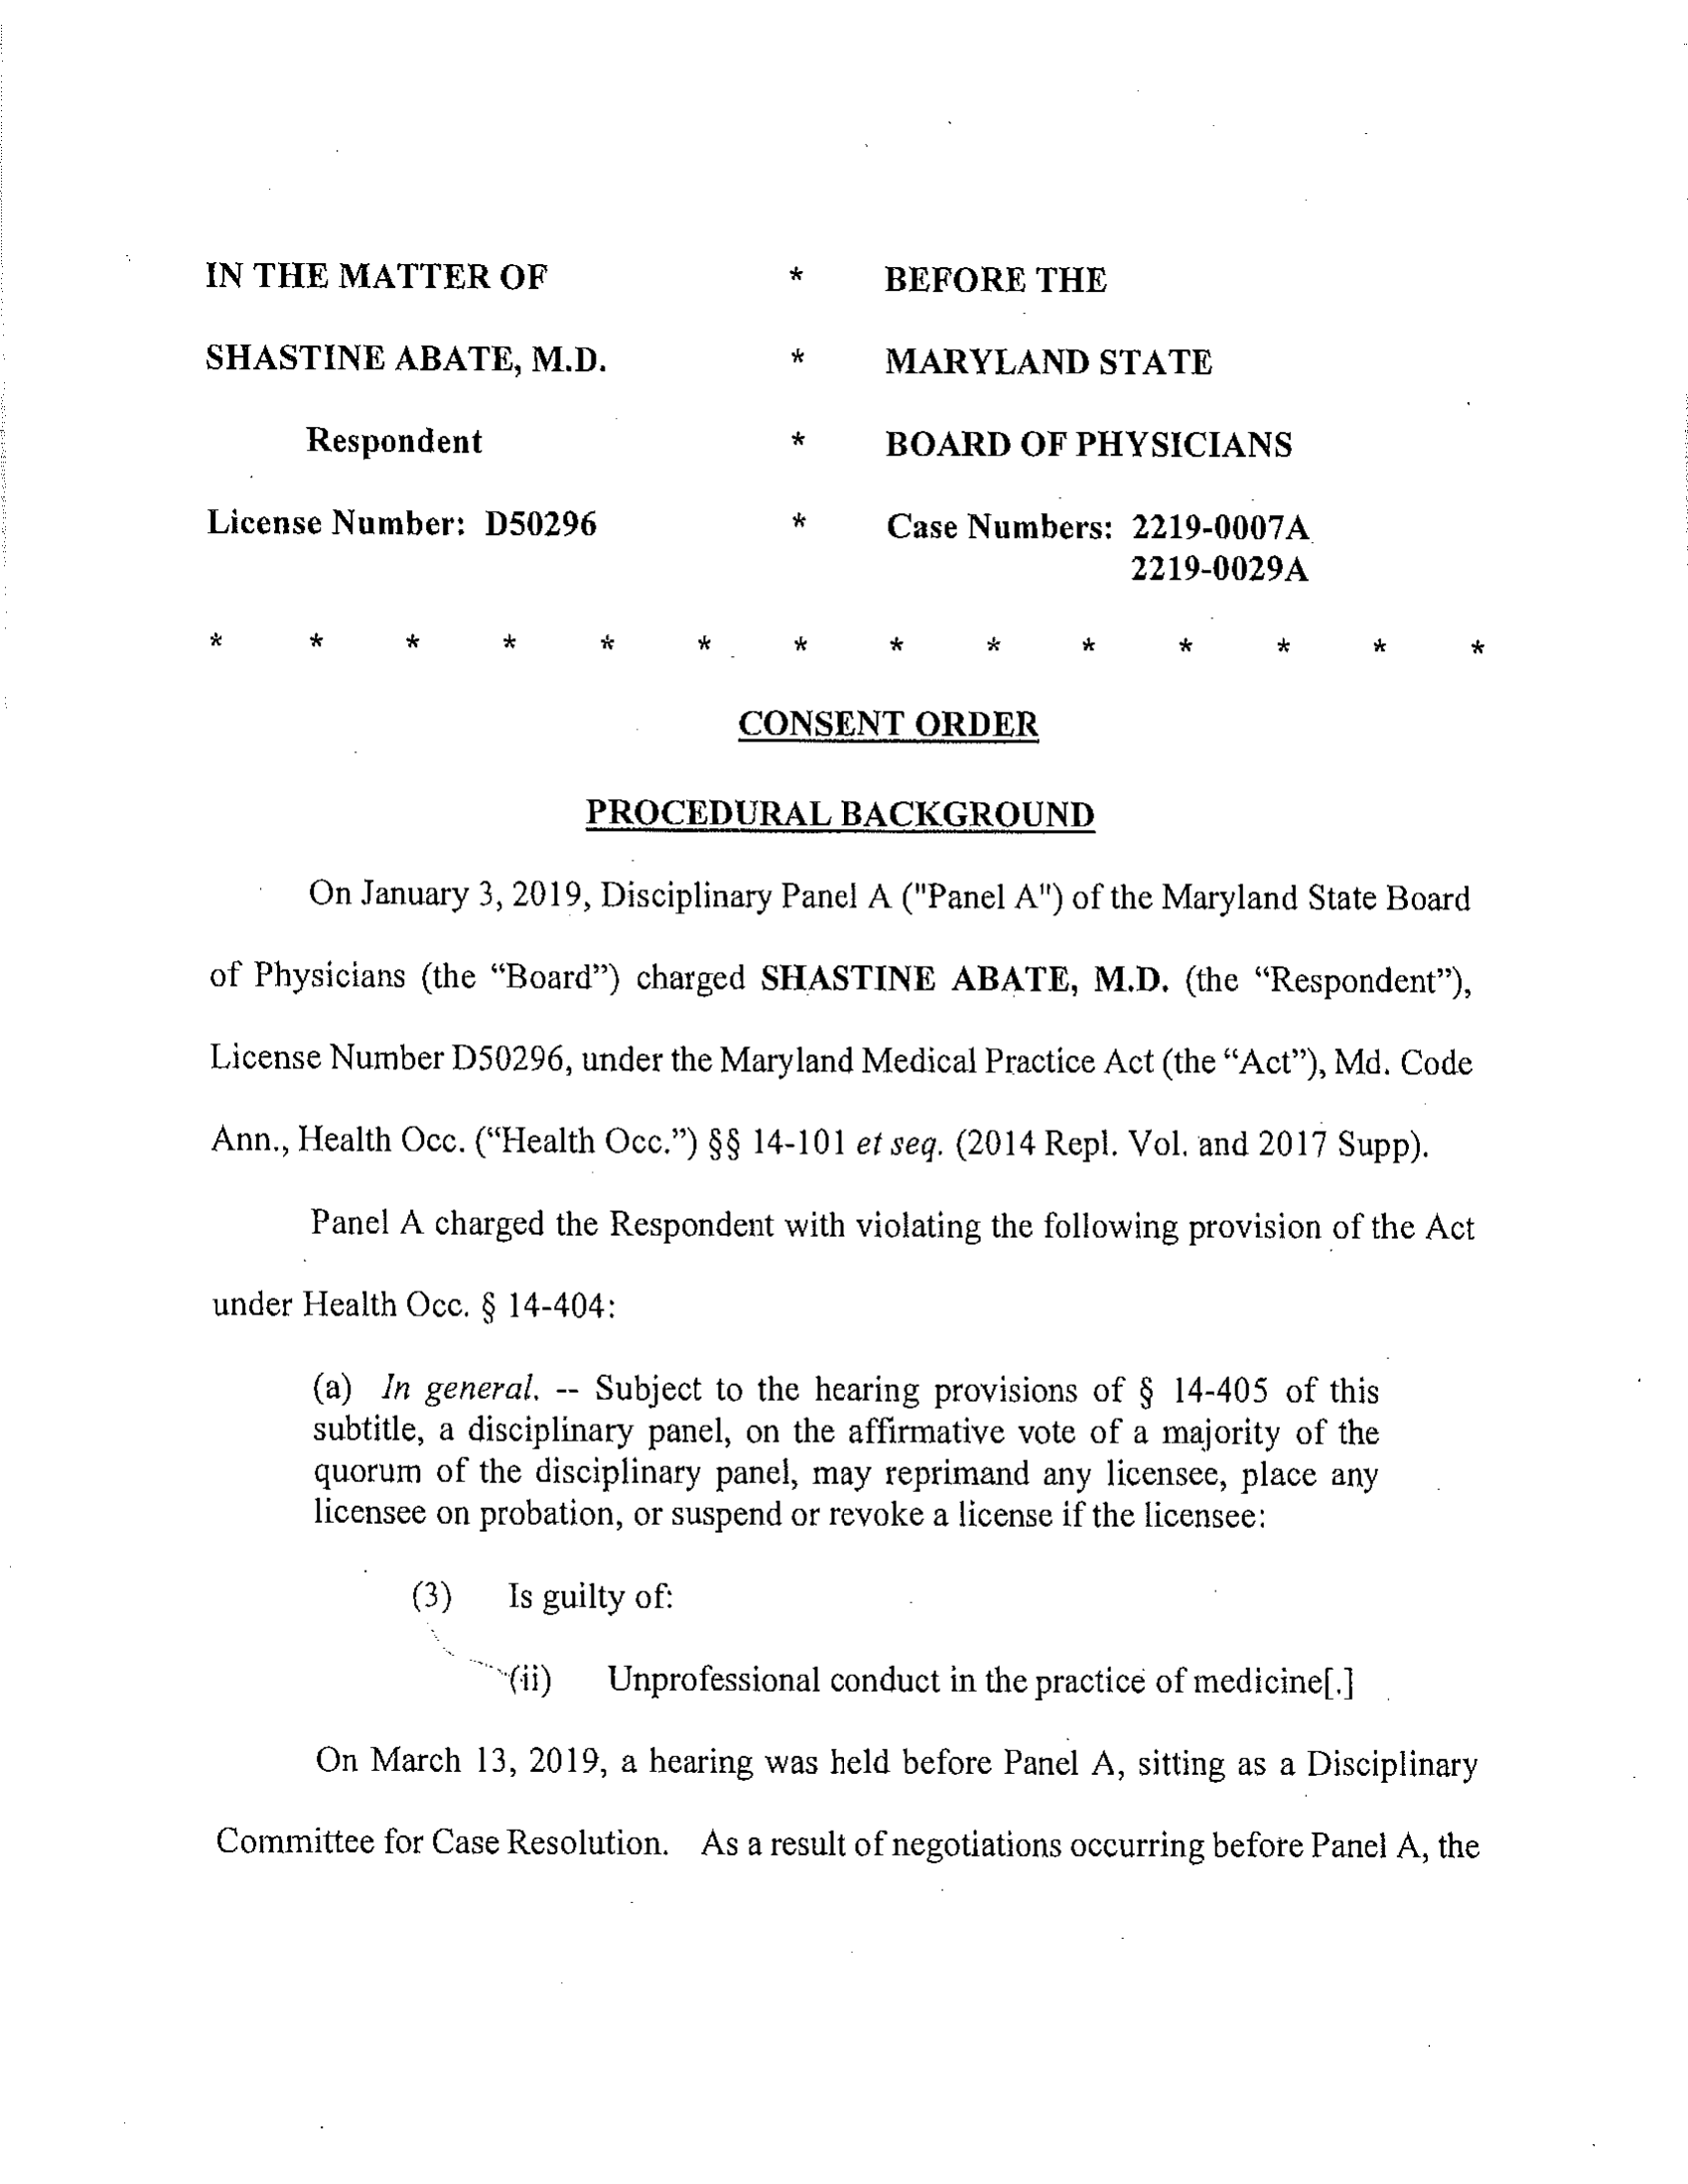 IN THE MATTER OF * BEFORE THE
SHASTINE ABATE, M.D. * MARYLAND STATE
Respondent * BOARD OF PHYSICIANS
License Number: D50296 * Case Numbers: 2219-0007A
2219-0029A
* * * * * * * * * * * * * *
CONSENT ORDER
PROCEDURAL BACKGROUND
On January 3, 2019, Disciplinary Panel A ("Panel A") of the Maryland State Board
of Physicians (the “Board”) charged SHASTINE ABATE, M.D. (the “Respondent”),
License Number D50296, under the Maryland Medical Practice Act (the “Act”), Md. Code
Ann., Health Occ. (“Health Occ.”) §§ 14-101 et seq. (2014 Repl. Vol. and 2017 Supp).
Panel A charged the Respondent with violating the following provision of the Act
under Health Occ. § 14-404:
(a) In general. -- Subject to the hearing provisions of § 14-405 of this
subtitle, a disciplinary panel, on the affirmative vote of a majority of the
quorum of the disciplinary panel, may reprimand any licensee, place any
licensee on probation, or suspend or revoke a license if the licensee:
(3) Is guilty of:
(ii) Unprofessional conduct in the practice of medicine[.]
On March 13, 2019, a hearing was held before Panel A, sitting as a Disciplinary
Committee for Case Resolution. As a result of negotiations occurring before Panel A, the